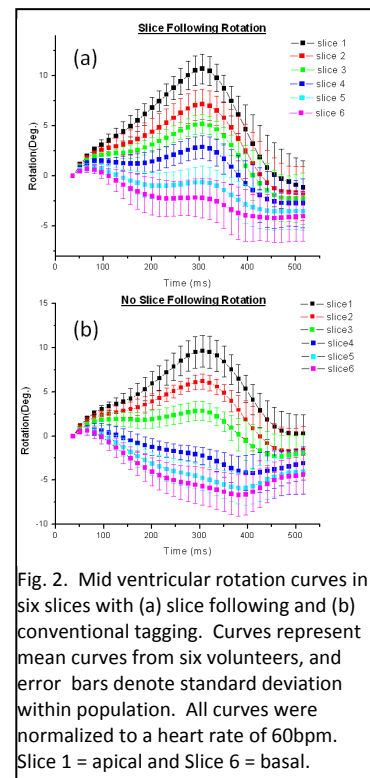 Slice Following Rotation
(a)
slice 1
slice 2
slice 3
slice 4
slice 5
slice 6
10
5
0
-5
Rotation(Deg.)
0 100 200 300 400 500
Time (ms)
No Slice Following Rotation
(b)
slice1
slice2
slice3
slice4
slice5
slice6
15
10
5
0
-5
-10
Rotation(Deg.)
0 100 200 300 400 500
Time (ms)
Fig. 2. Mid ventricular rotation curves in
six slices with (a) slice following and (b)
conventional tagging. Curves represent
mean curves from six volunteers, and
error bars denote standard deviation
within population. All curves were
normalized to a heart rate of 60bpm.
Slice 1 = apical and Slice 6 = basal.